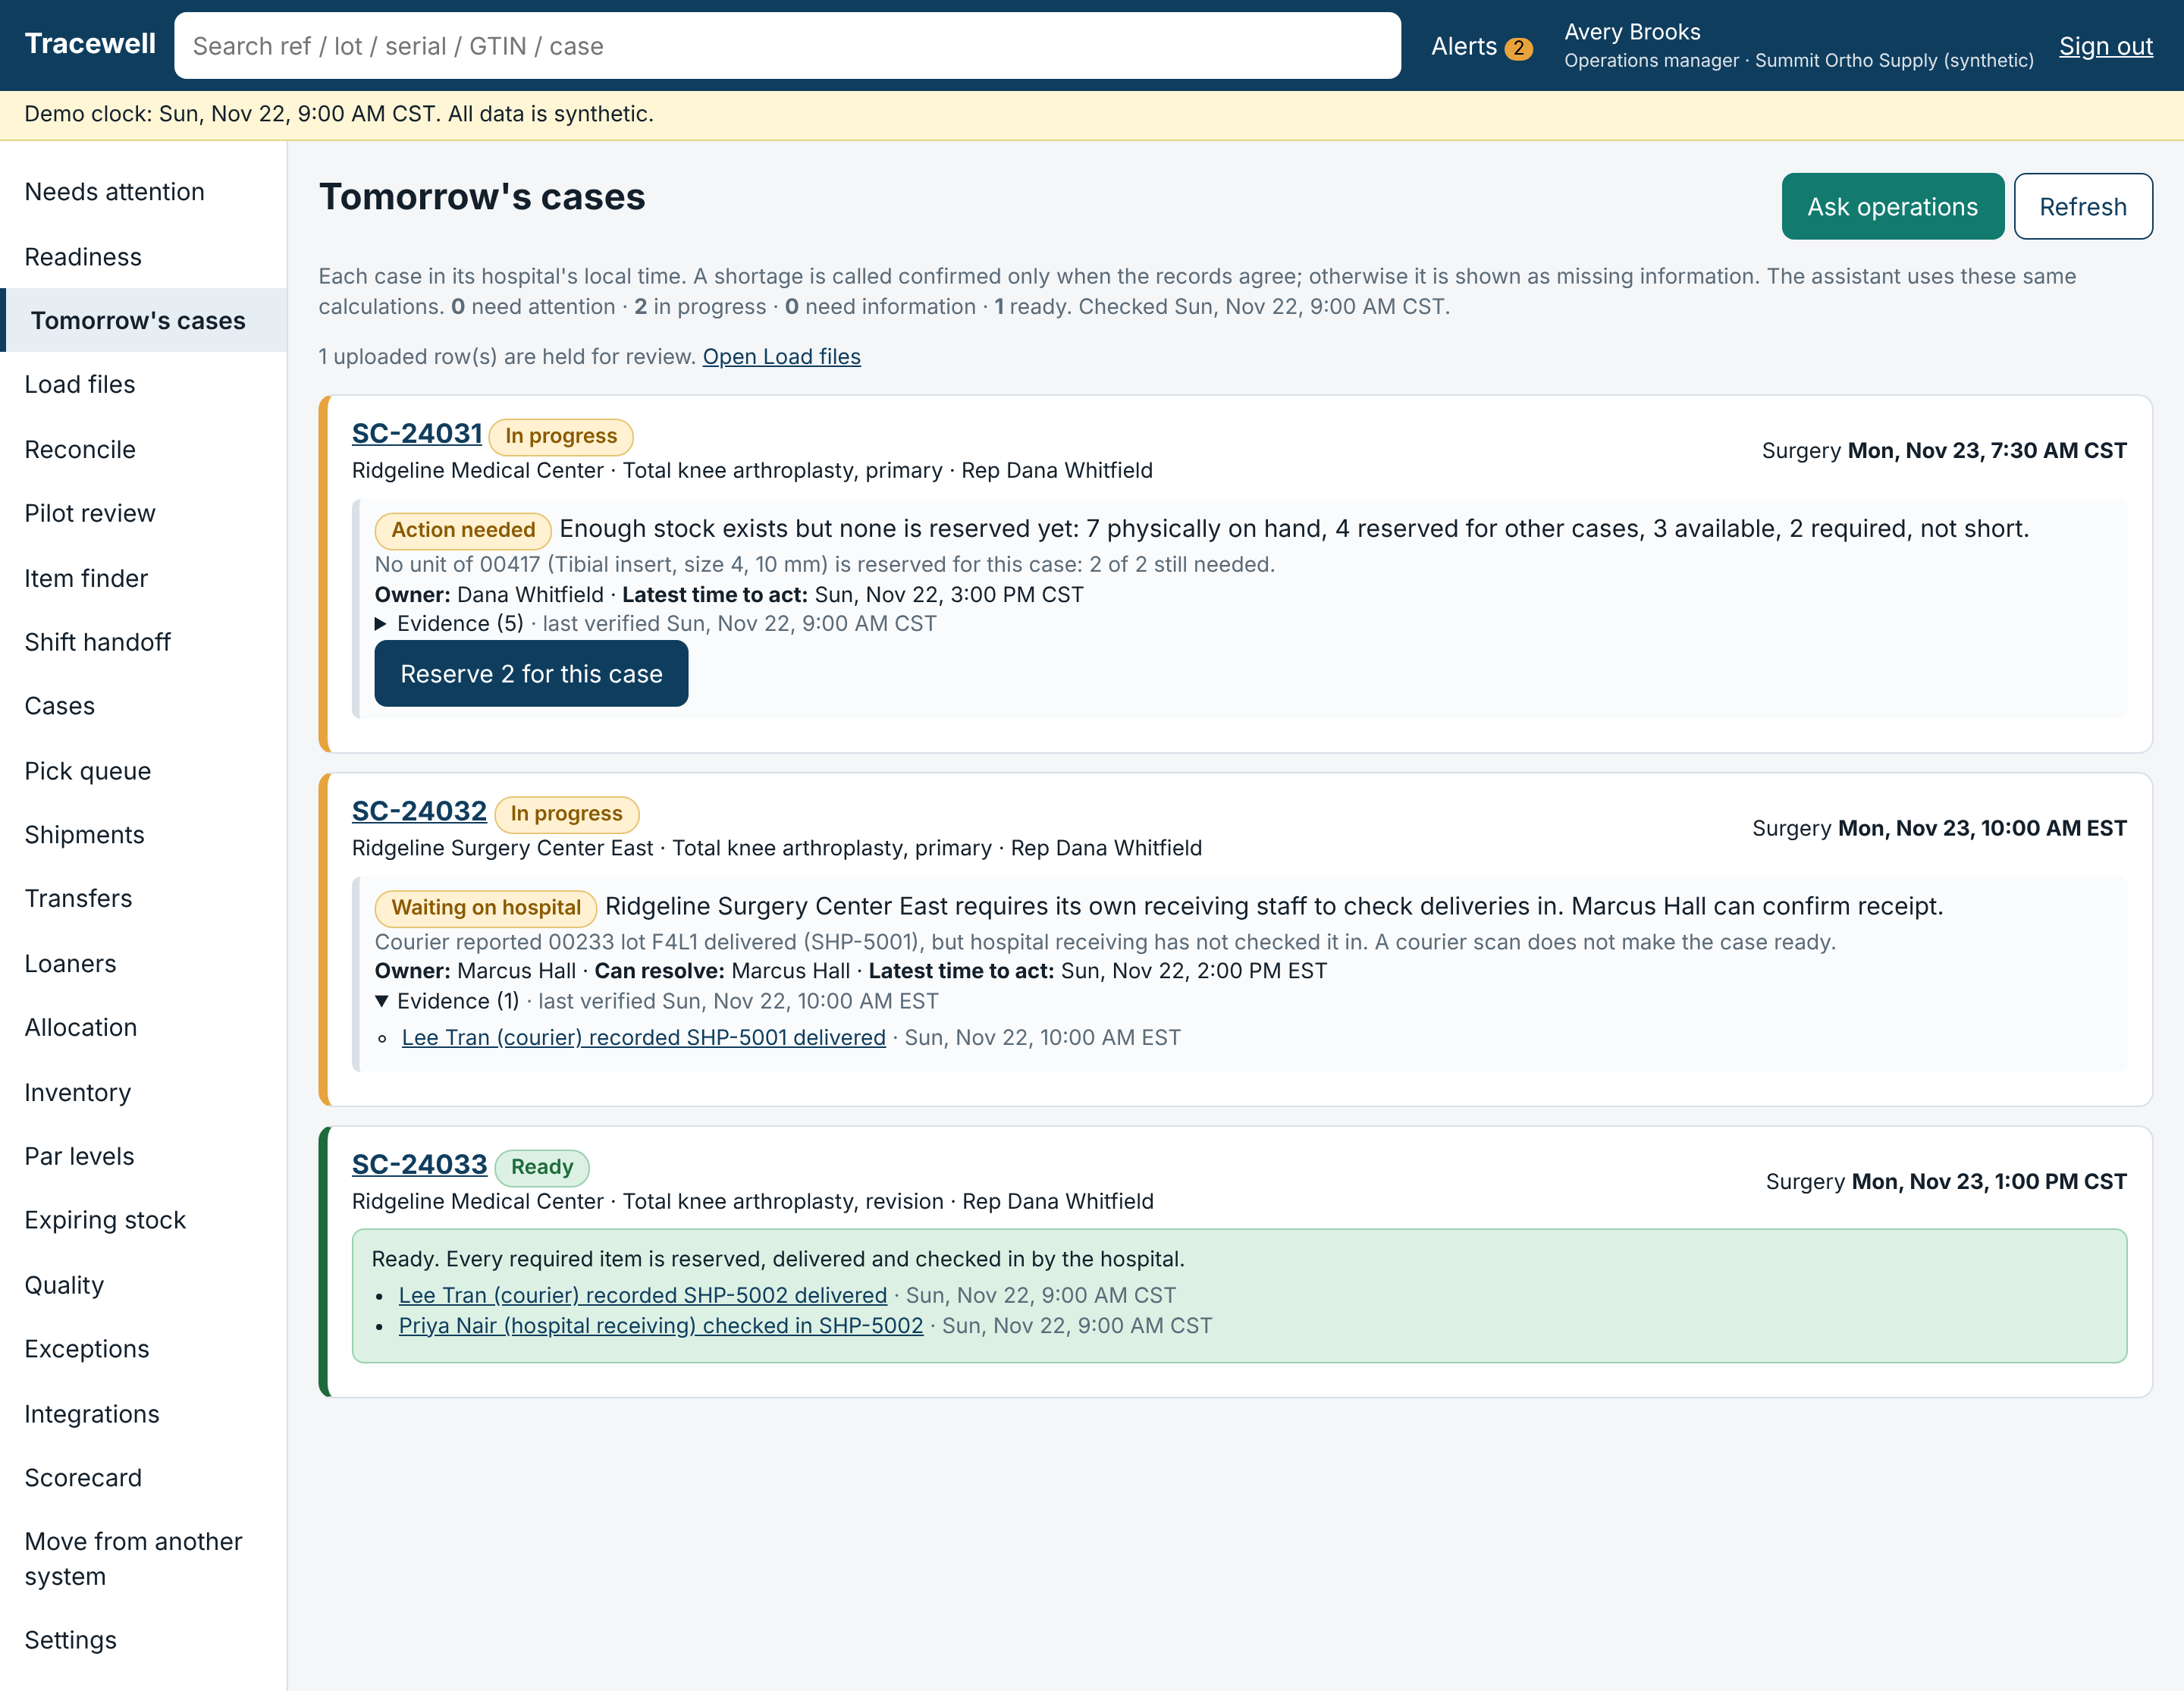 Tracewell
Search ref / lot / serial / GTIN / case
Alerts 2
Avery Brooks
Operations manager · Summit Ortho Supply (synthetic)
Sign out
Demo clock: Sun, Nov 22, 9:00 AM CST. All data is synthetic.
Needs attention
Readiness
Tomorrow's cases
Load files
Reconcile
Pilot review
Item finder
Shift handoff
Cases
Pick queue
Shipments
Transfers
Loaners
Allocation
Inventory
Par levels
Expiring stock
Quality
Exceptions
Integrations
Scorecard
Move from another
system
Settings
Tomorrow's cases
Ask operations
Refresh
Each case in its hospital's local time. A shortage is called confirmed only when the records agree; otherwise it is shown as missing information. The assistant uses these same
calculations. 0 need attention · 2 in progress · 0 need information · 1 ready. Checked Sun, Nov 22, 9:00 AM CST.
1 uploaded row(s) are held for review. Open Load files
SC-24031 In progress
Ridgeline Medical Center · Total knee arthroplasty, primary · Rep Dana Whitfield
Surgery Mon, Nov 23, 7:30 AM CST
Action needed Enough stock exists but none is reserved yet: 7 physically on hand, 4 reserved for other cases, 3 available, 2 required, not short.
No unit of 00417 (Tibial insert, size 4, 10 mm) is reserved for this case: 2 of 2 still needed.
Owner: Dana Whitfield · Latest time to act: Sun, Nov 22, 3:00 PM CST
▶ Evidence (5) · last verified Sun, Nov 22, 9:00 AM CST
Reserve 2 for this case
SC-24032 In progress
Ridgeline Surgery Center East · Total knee arthroplasty, primary · Rep Dana Whitfield
Surgery Mon, Nov 23, 10:00 AM EST
Waiting on hospital Ridgeline Surgery Center East requires its own receiving staff to check deliveries in. Marcus Hall can confirm receipt.
Courier reported 00233 lot F4L1 delivered (SHP-5001), but hospital receiving has not checked it in. A courier scan does not make the case ready.
Owner: Marcus Hall · Can resolve: Marcus Hall · Latest time to act: Sun, Nov 22, 2:00 PM EST
▼ Evidence (1) · last verified Sun, Nov 22, 10:00 AM EST
Lee Tran (courier) recorded SHP-5001 delivered · Sun, Nov 22, 10:00 AM EST
SC-24033 Ready
Ridgeline Medical Center · Total knee arthroplasty, revision · Rep Dana Whitfield
Surgery Mon, Nov 23, 1:00 PM CST
Ready. Every required item is reserved, delivered and checked in by the hospital.
• Lee Tran (courier) recorded SHP-5002 delivered · Sun, Nov 22, 9:00 AM CST
• Priya Nair (hospital receiving) checked in SHP-5002 · Sun, Nov 22, 9:00 AM CST